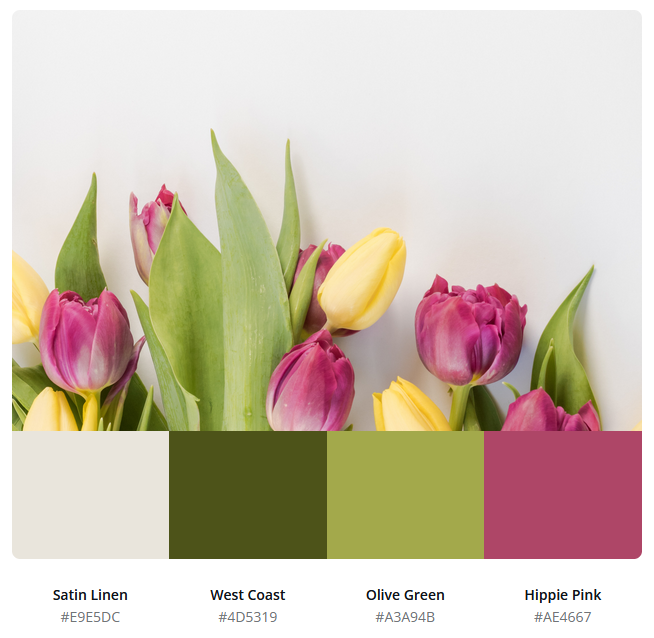 Satin Linen
#E9E5DC
West Coast
#4D5319
Olive Green
#A3A94B
Hippie Pink
#AE4667